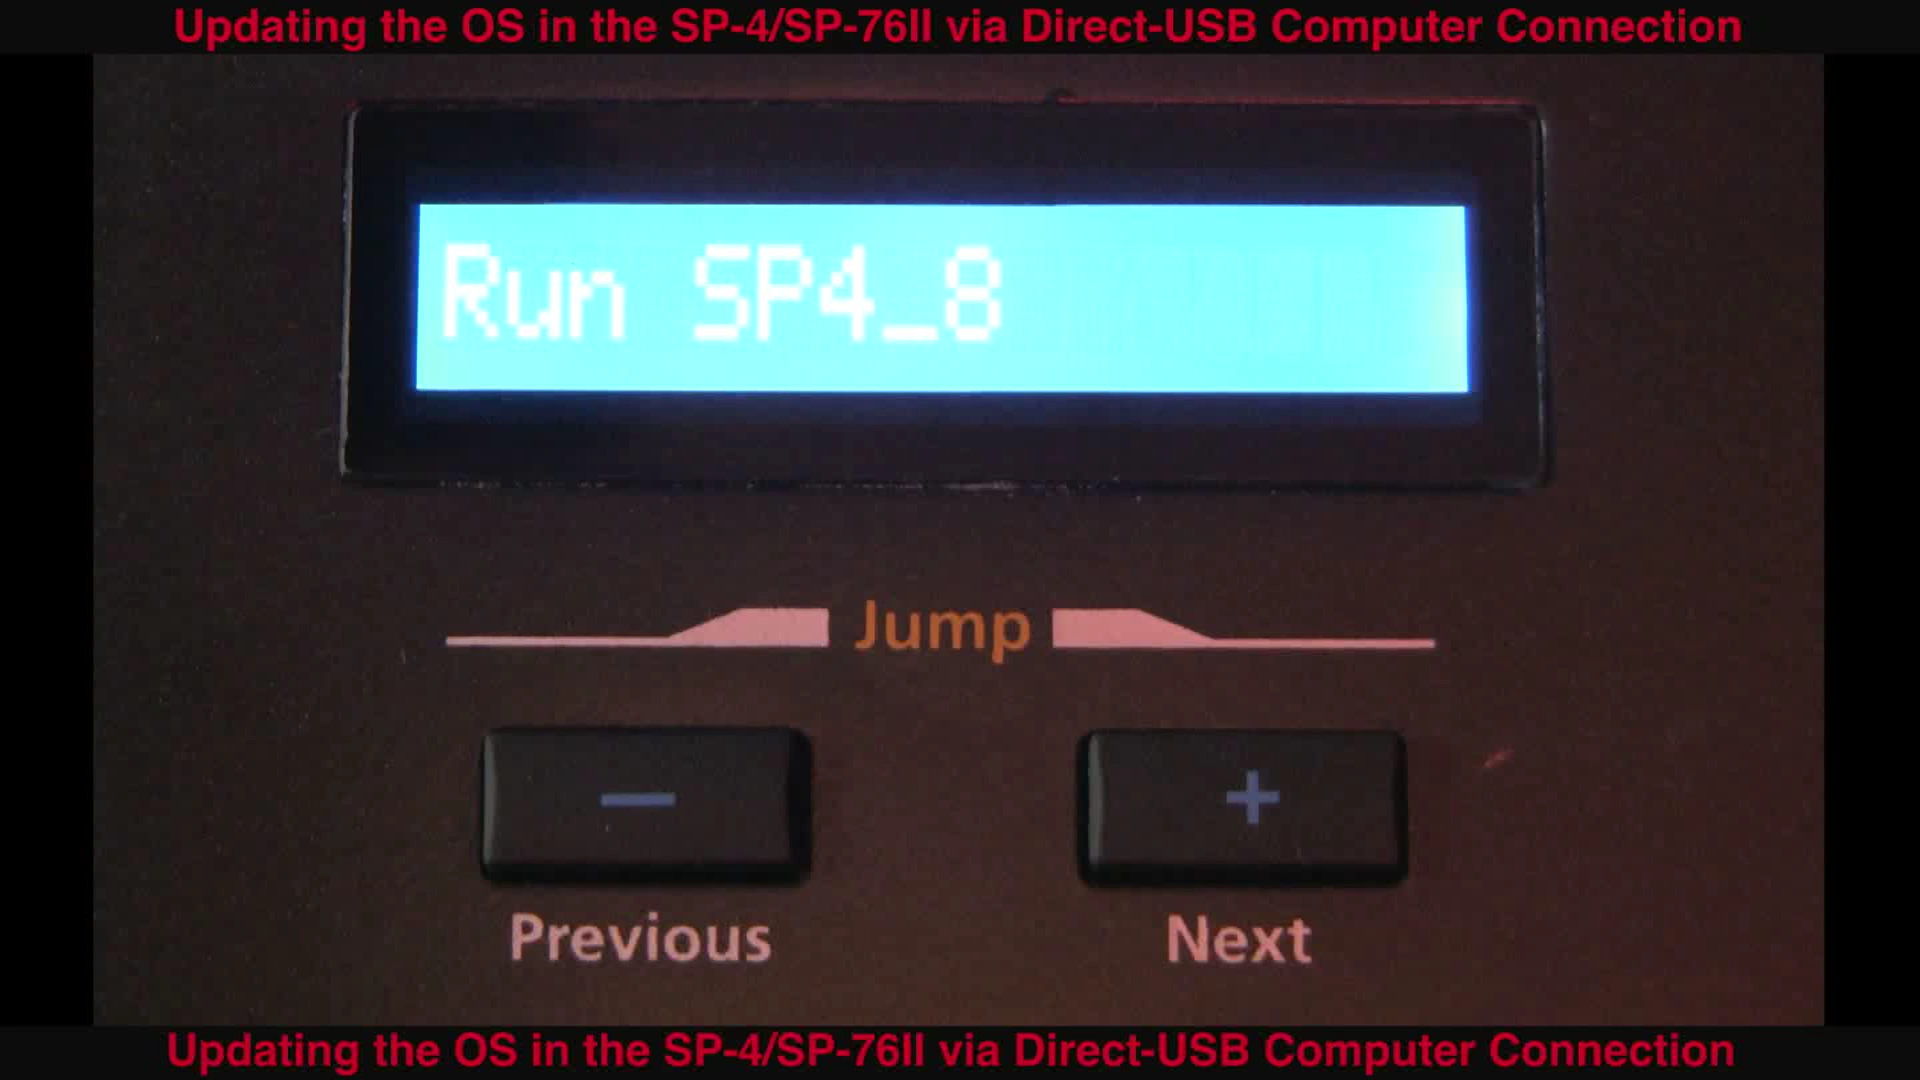 Updating the OS in the SP-4/SP-76II via Direct-USB Computer Connection
Run SP4_8
Jump
− +
Previous Next
Updating the OS in the SP-4/SP-76II via Direct-USB Computer Connection